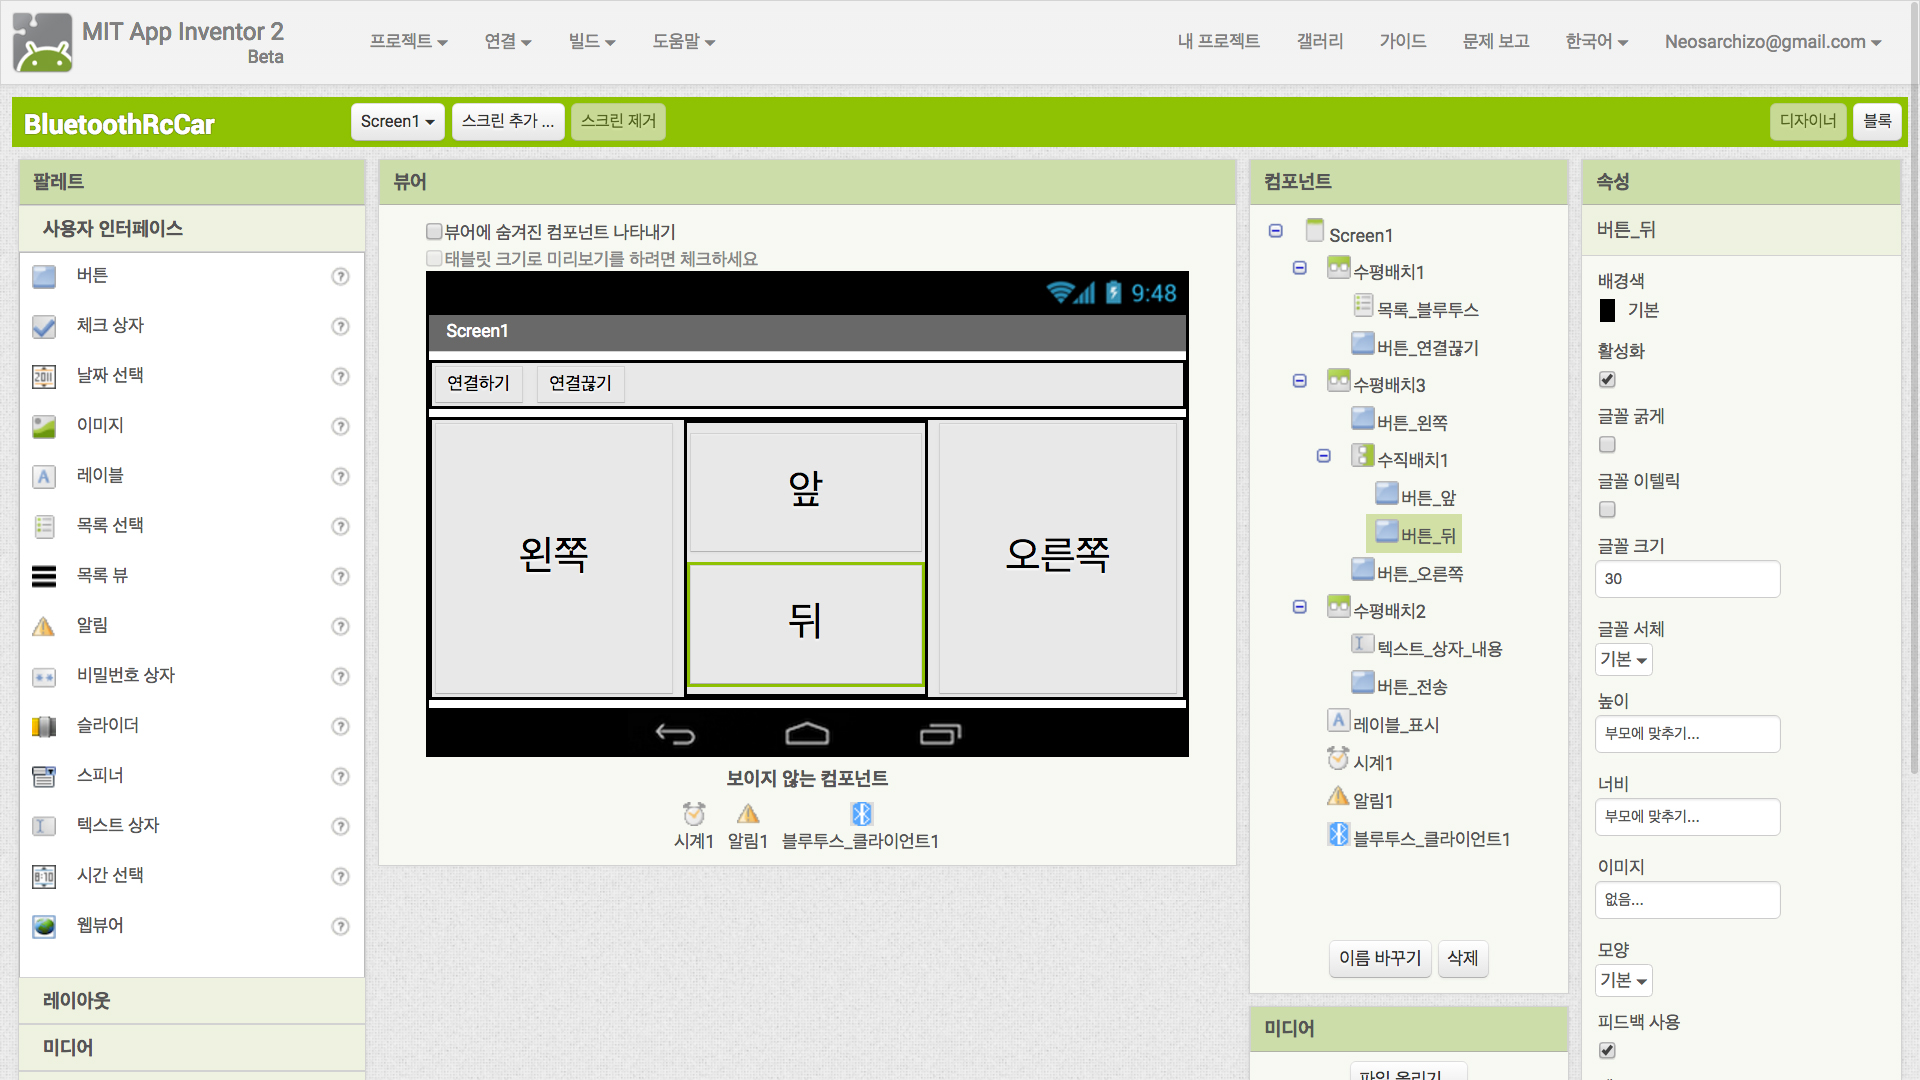 MIT App Inventor 2
Beta
프로젝트
연결
빌드
도움말
내 프로젝트
갤러리
가이드
문제 보고
한국어
Neosarchizo@gmail.com
BluetoothRcCar
Screen1
스크린 추가 ...
스크린 제거
디자이너
블록
팔레트
사용자 인터페이스
버튼
체크 상자
날짜 선택
이미지
레이블
목록 선택
목록 뷰
알림
비밀번호 상자
슬라이더
스피너
텍스트 상자
시간 선택
웹뷰어
레이아웃
미디어
뷰어
뷰어에 숨겨진 컴포넌트 나타내기
태블릿 크기로 미리보기를 하려면 체크하세요
9:48
Screen1
연결하기
연결끊기
왼쪽
앞
뒤
오른쪽
보이지 않는 컴포넌트
시계1
알림1
블루투스_클라이언트1
컴포넌트
Screen1
수평배치1
목록_블루투스
버튼_연결끊기
수평배치3
버튼_왼쪽
수직배치1
버튼_앞
버튼_뒤
버튼_오른쪽
수평배치2
텍스트_상자_내용
버튼_전송
레이블_표시
시계1
알림1
블루투스_클라이언트1
이름 바꾸기
삭제
미디어
파일 올리기 ...
속성
버튼_뒤
배경색
기본
활성화
글꼴 굵게
글꼴 이텔릭
글꼴 크기
30
글꼴 서체
기본
높이
부모에 맞추기...
너비
부모에 맞추기...
이미지
없음...
모양
기본
피드백 사용